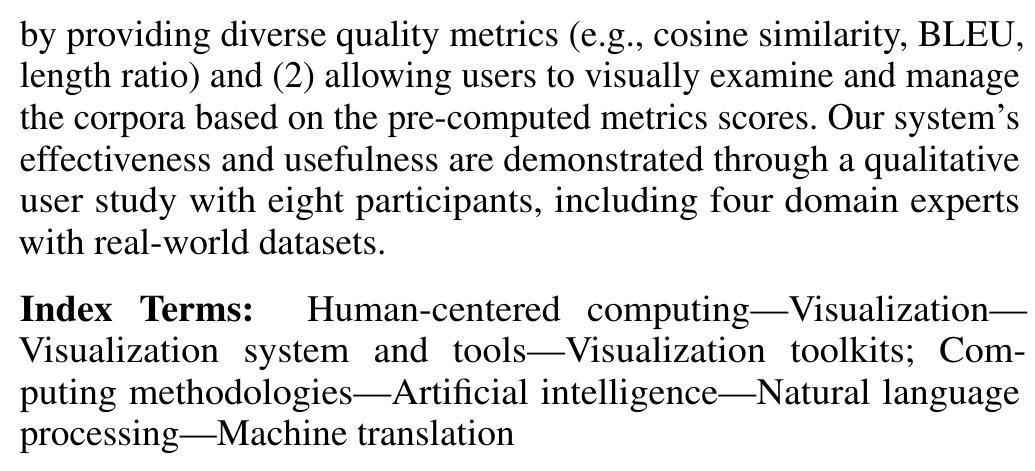 by providing diverse quality metrics (e.g., cosine similarity, BLEU,
length ratio) and (2) allowing users to visually examine and manage
the corpora based on the pre-computed metrics scores. Our system’s
effectiveness and usefulness are demonstrated through a qualitative
user study with eight participants, including four domain experts
with real-world datasets.
Index Terms: Human-centered computing—Visualization—
Visualization system and tools—Visualization toolkits; Com-
puting methodologies—Artificial intelligence—Natural language
processing—Machine translation